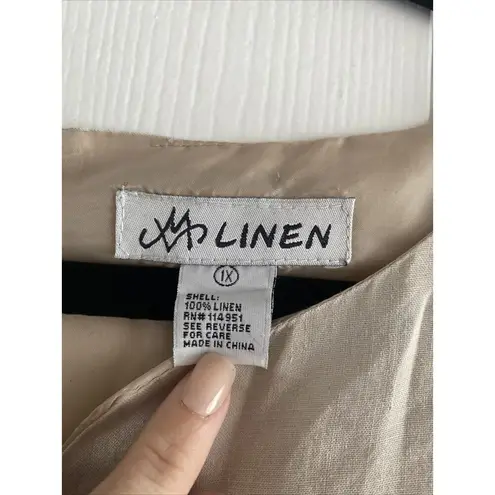 LINEN
1X
SHELL:
100% LINEN
RN# 114951
SEE REVERSE
FOR CARE
MADE IN CHINA